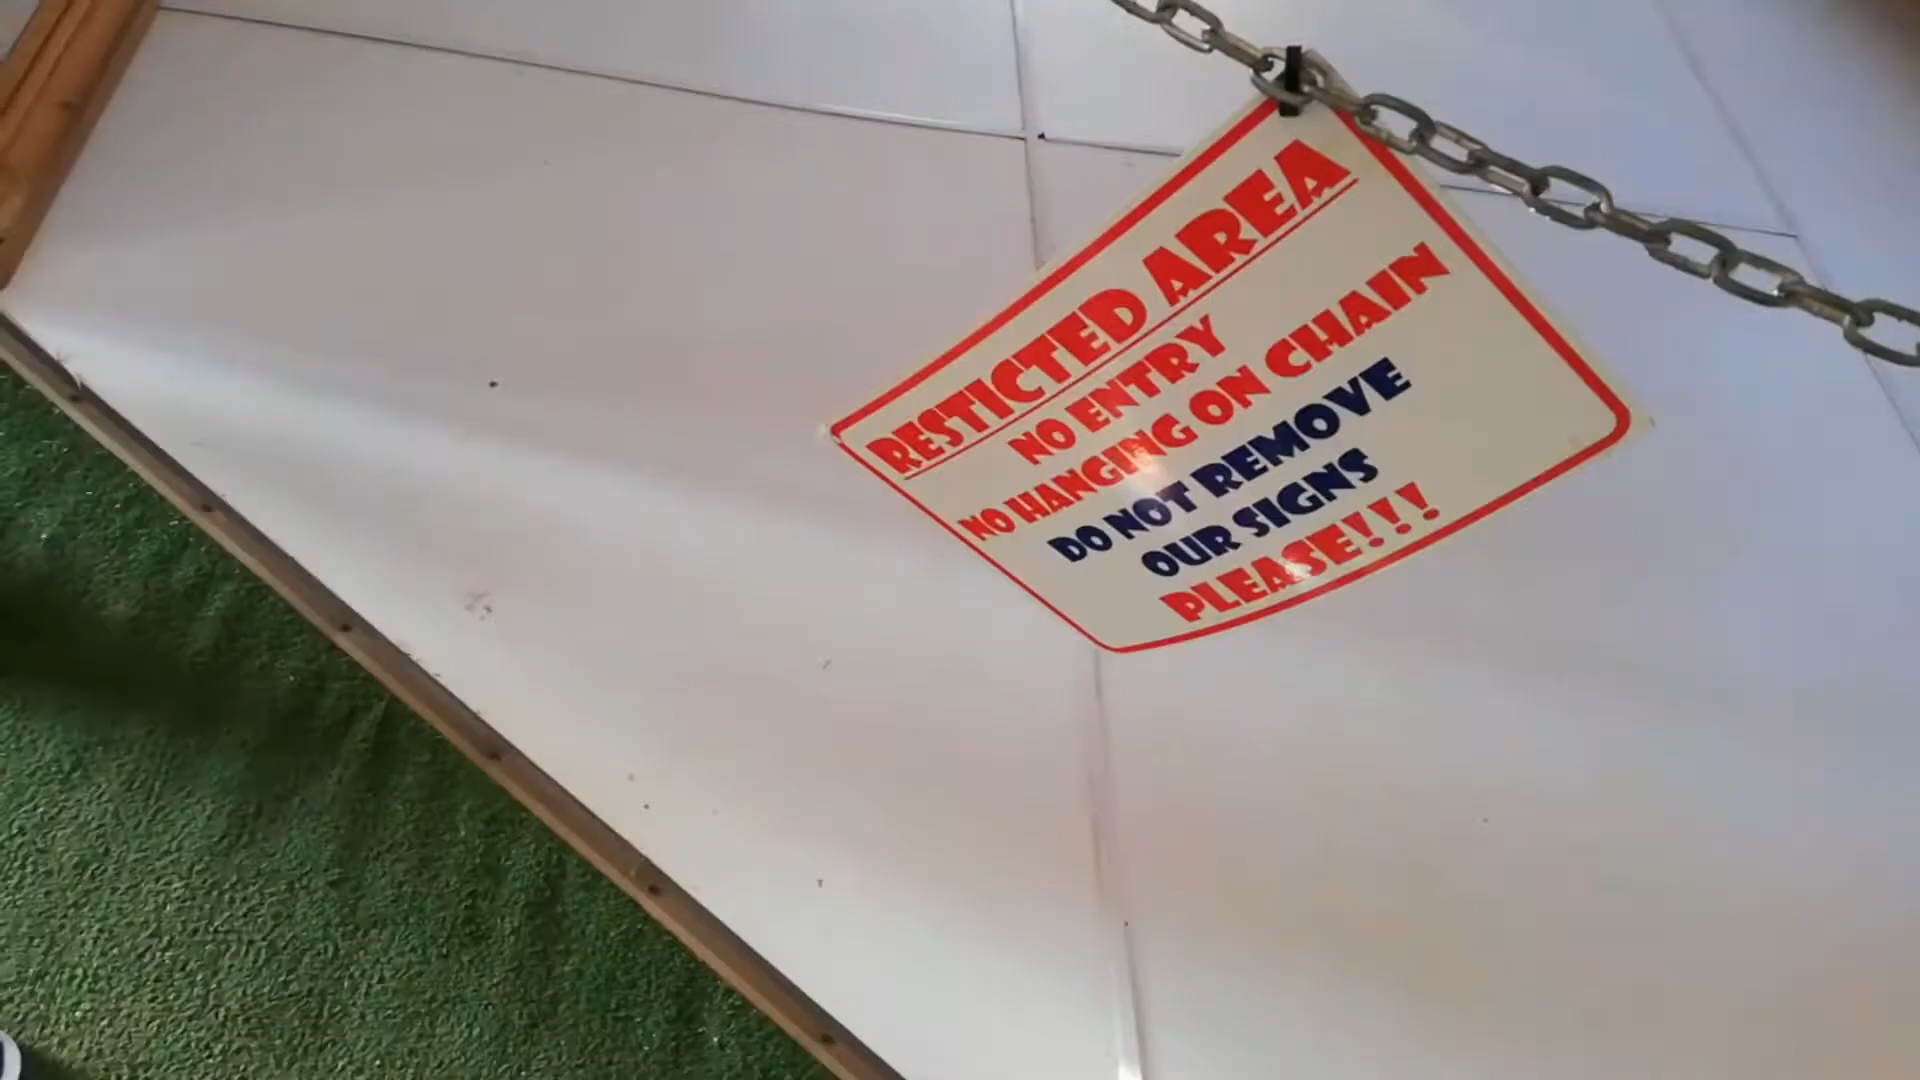 RESTICTED AREA
NO ENTRY
NO HANGING ON CHAIN
DO NOT REMOVE
OUR SIGNS
PLEASE!!!